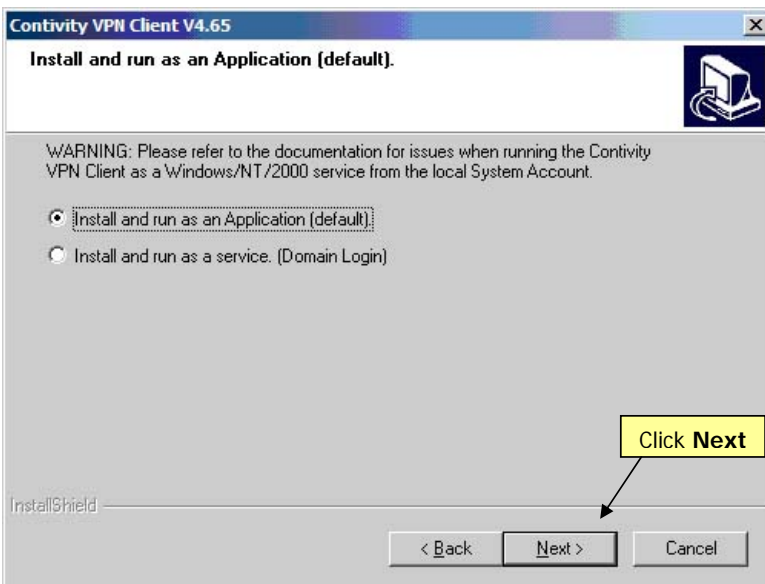 Contivity VPN Client V4.65
Install and run as an Application (default).
WARNING: Please refer to the documentation for issues when running the Contivity
VPN Client as a Windows/NT/2000 service from the local System Account.
Install and run as an Application (default).
Install and run as a service. (Domain Login)
Click Next
InstallShield
< Back
Next >
Cancel